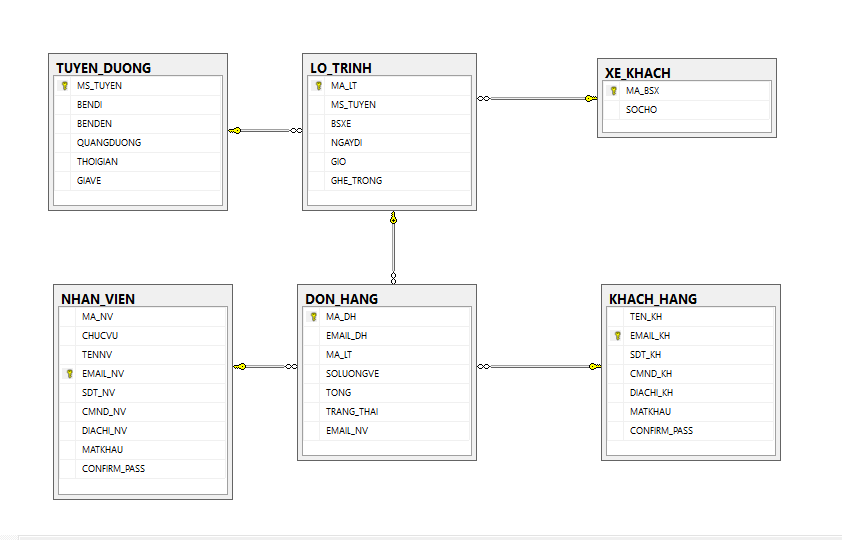 TUYEN_DUONG
MS_TUYEN
BENDI
BENDEN
QUANGDUONG
THOIGIAN
GIAVE
LO_TRINH
MA_LT
MS_TUYEN
BSXE
NGAYDI
GIO
GHE_TRONG
XE_KHACH
MA_BSX
SOCHO
NHAN_VIEN
MA_NV
CHUCVU
TENNV
EMAIL_NV
SDT_NV
CMND_NV
DIACHI_NV
MATKHAU
CONFIRM_PASS
DON_HANG
MA_DH
EMAIL_DH
MA_LT
SOLUONGVE
TONG
TRANG_THAI
EMAIL_NV
KHACH_HANG
TEN_KH
EMAIL_KH
SDT_KH
CMND_KH
DIACHI_KH
MATKHAU
CONFIRM_PASS